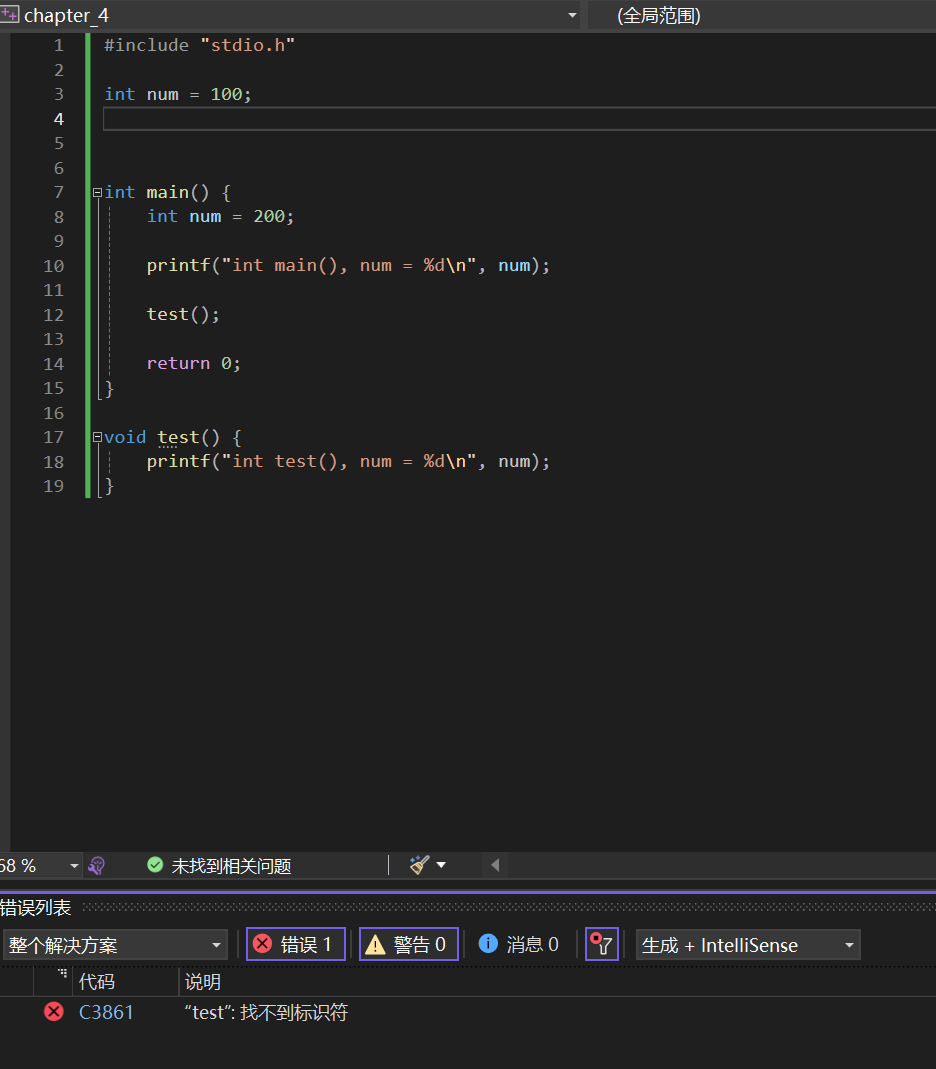 chapter_4 (全局范围)
1 #include "stdio.h"
2
3 int num = 100;
4
5
6
7 int main() {
8 int num = 200;
9
10 printf("int main(), num = %d\n", num);
11
12 test();
13
14 return 0;
15 }
16
17 void test() {
18 printf("int test(), num = %d\n", num);
19 }
68 % 未找到相关问题
错误列表
整个解决方案 错误 1 警告 0 消息 0 生成 + IntelliSense
代码 说明
C3861 “test”: 找不到标识符